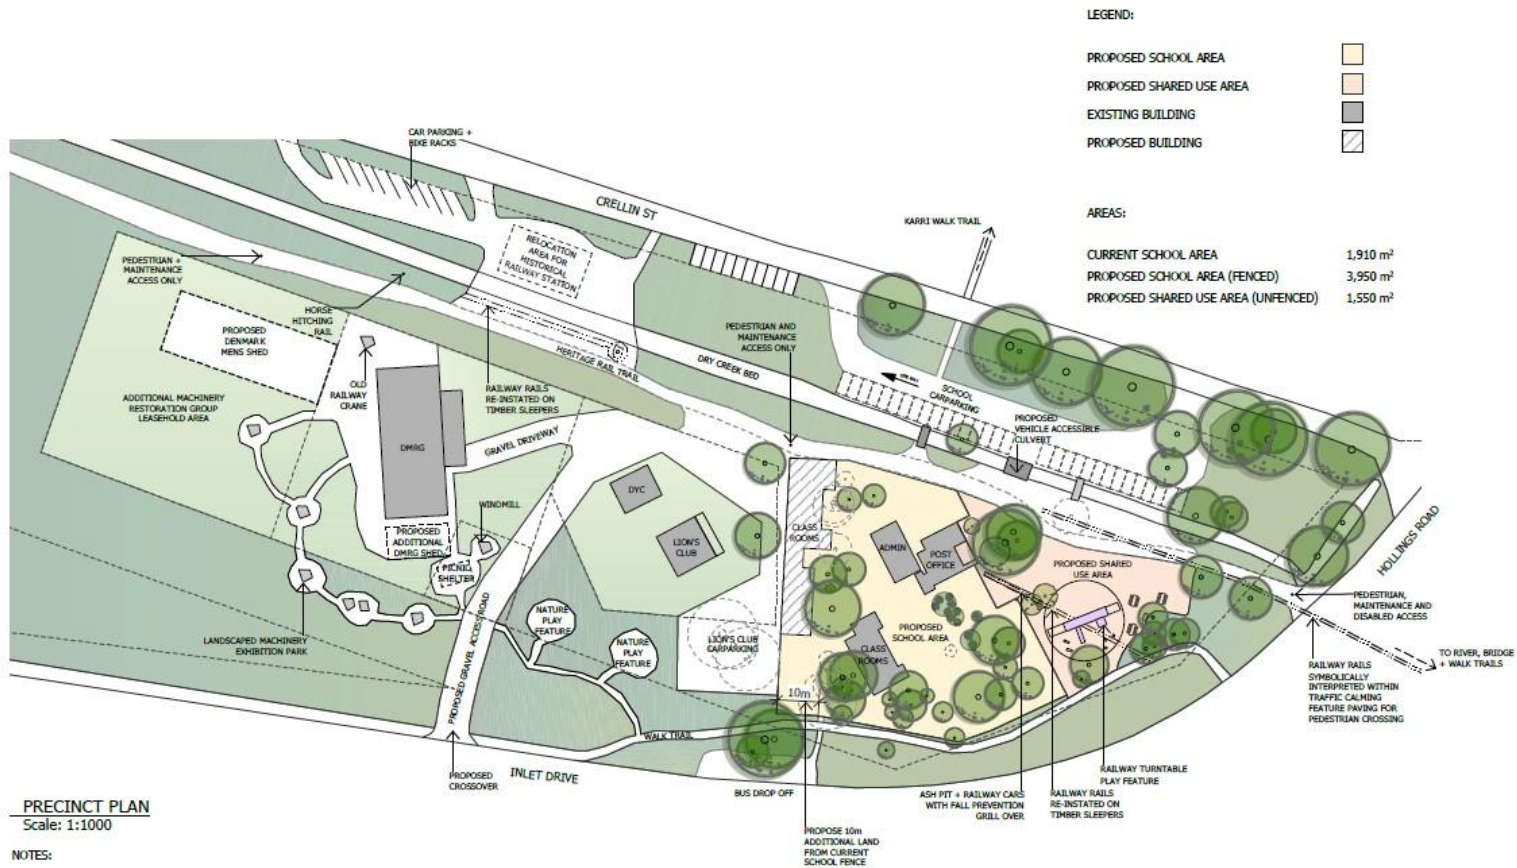 LEGEND:
PROPOSED SCHOOL AREA
PROPOSED SHARED USE AREA
EXISTING BUILDING
PROPOSED BUILDING
AREAS:
CURRENT SCHOOL AREA 1,910 m²
PROPOSED SCHOOL AREA (FENCED) 3,950 m²
PROPOSED SHARED USE AREA (UNFENCED) 1,550 m²
CAR PARKING +
BIKE RACKS
CRELLIN ST
KARRI WALK TRAIL
RELOCATION
AREA FOR
HISTORICAL
RAILWAY STATION
PEDESTRIAN +
MAINTENANCE
ACCESS ONLY
HORSE
HITCHING
RAIL
PROPOSED
DENMARK
MENS SHED
HERITAGE RAIL TRAIL
PEDESTRIAN AND
MAINTENANCE
ACCESS ONLY
DRY CREEK BED
SCHOOL
CARPARKING
PROPOSED
VEHICLE ACCESSIBLE
CULVERT
OLD
RAILWAY
CRANE
RAILWAY RAILS
RE-INSTATED ON
TIMBER SLEEPERS
ADDITIONAL MACHINERY
RESTORATION GROUP
LEASEHOLD AREA
DMRG
GRAVEL DRIVEWAY
WINDMILL
DYC
LION'S
CLUB
CLASS
ROOMS
ADMIN
POST
OFFICE
PROPOSED SHARED
USE AREA
HOLLINGS ROAD
PROPOSED
ADDITIONAL
DMRG SHED
PICNIC
SHELTER
NATURE
PLAY
FEATURE
NATURE
PLAY
FEATURE
LION'S CLUB
CARPARKING
PROPOSED
SCHOOL AREA
CLASS
ROOMS
PEDESTRIAN,
MAINTENANCE AND
DISABLED ACCESS
LANDSCAPED MACHINERY
EXHIBITION PARK
PROPOSED GRAVEL ACCESS ROAD
TO RIVER, BRIDGE
+ WALK TRAILS
RAILWAY RAILS
SYMBOLICALLY
INTERPRETED WITHIN
TRAFFIC CALMING
FEATURE PAVING FOR
PEDESTRIAN CROSSING
10m
WALK TRAIL
PROPOSED
CROSSOVER
INLET DRIVE
BUS DROP OFF
ASH PIT + RAILWAY CARS
WITH FALL PREVENTION
GRILL OVER
RAILWAY RAILS
RE-INSTATED ON
TIMBER SLEEPERS
RAILWAY TURNTABLE
PLAY FEATURE
PROPOSE 10m
ADDITIONAL LAND
FROM CURRENT
SCHOOL FENCE
PRECINCT PLAN
Scale: 1:1000
NOTES: